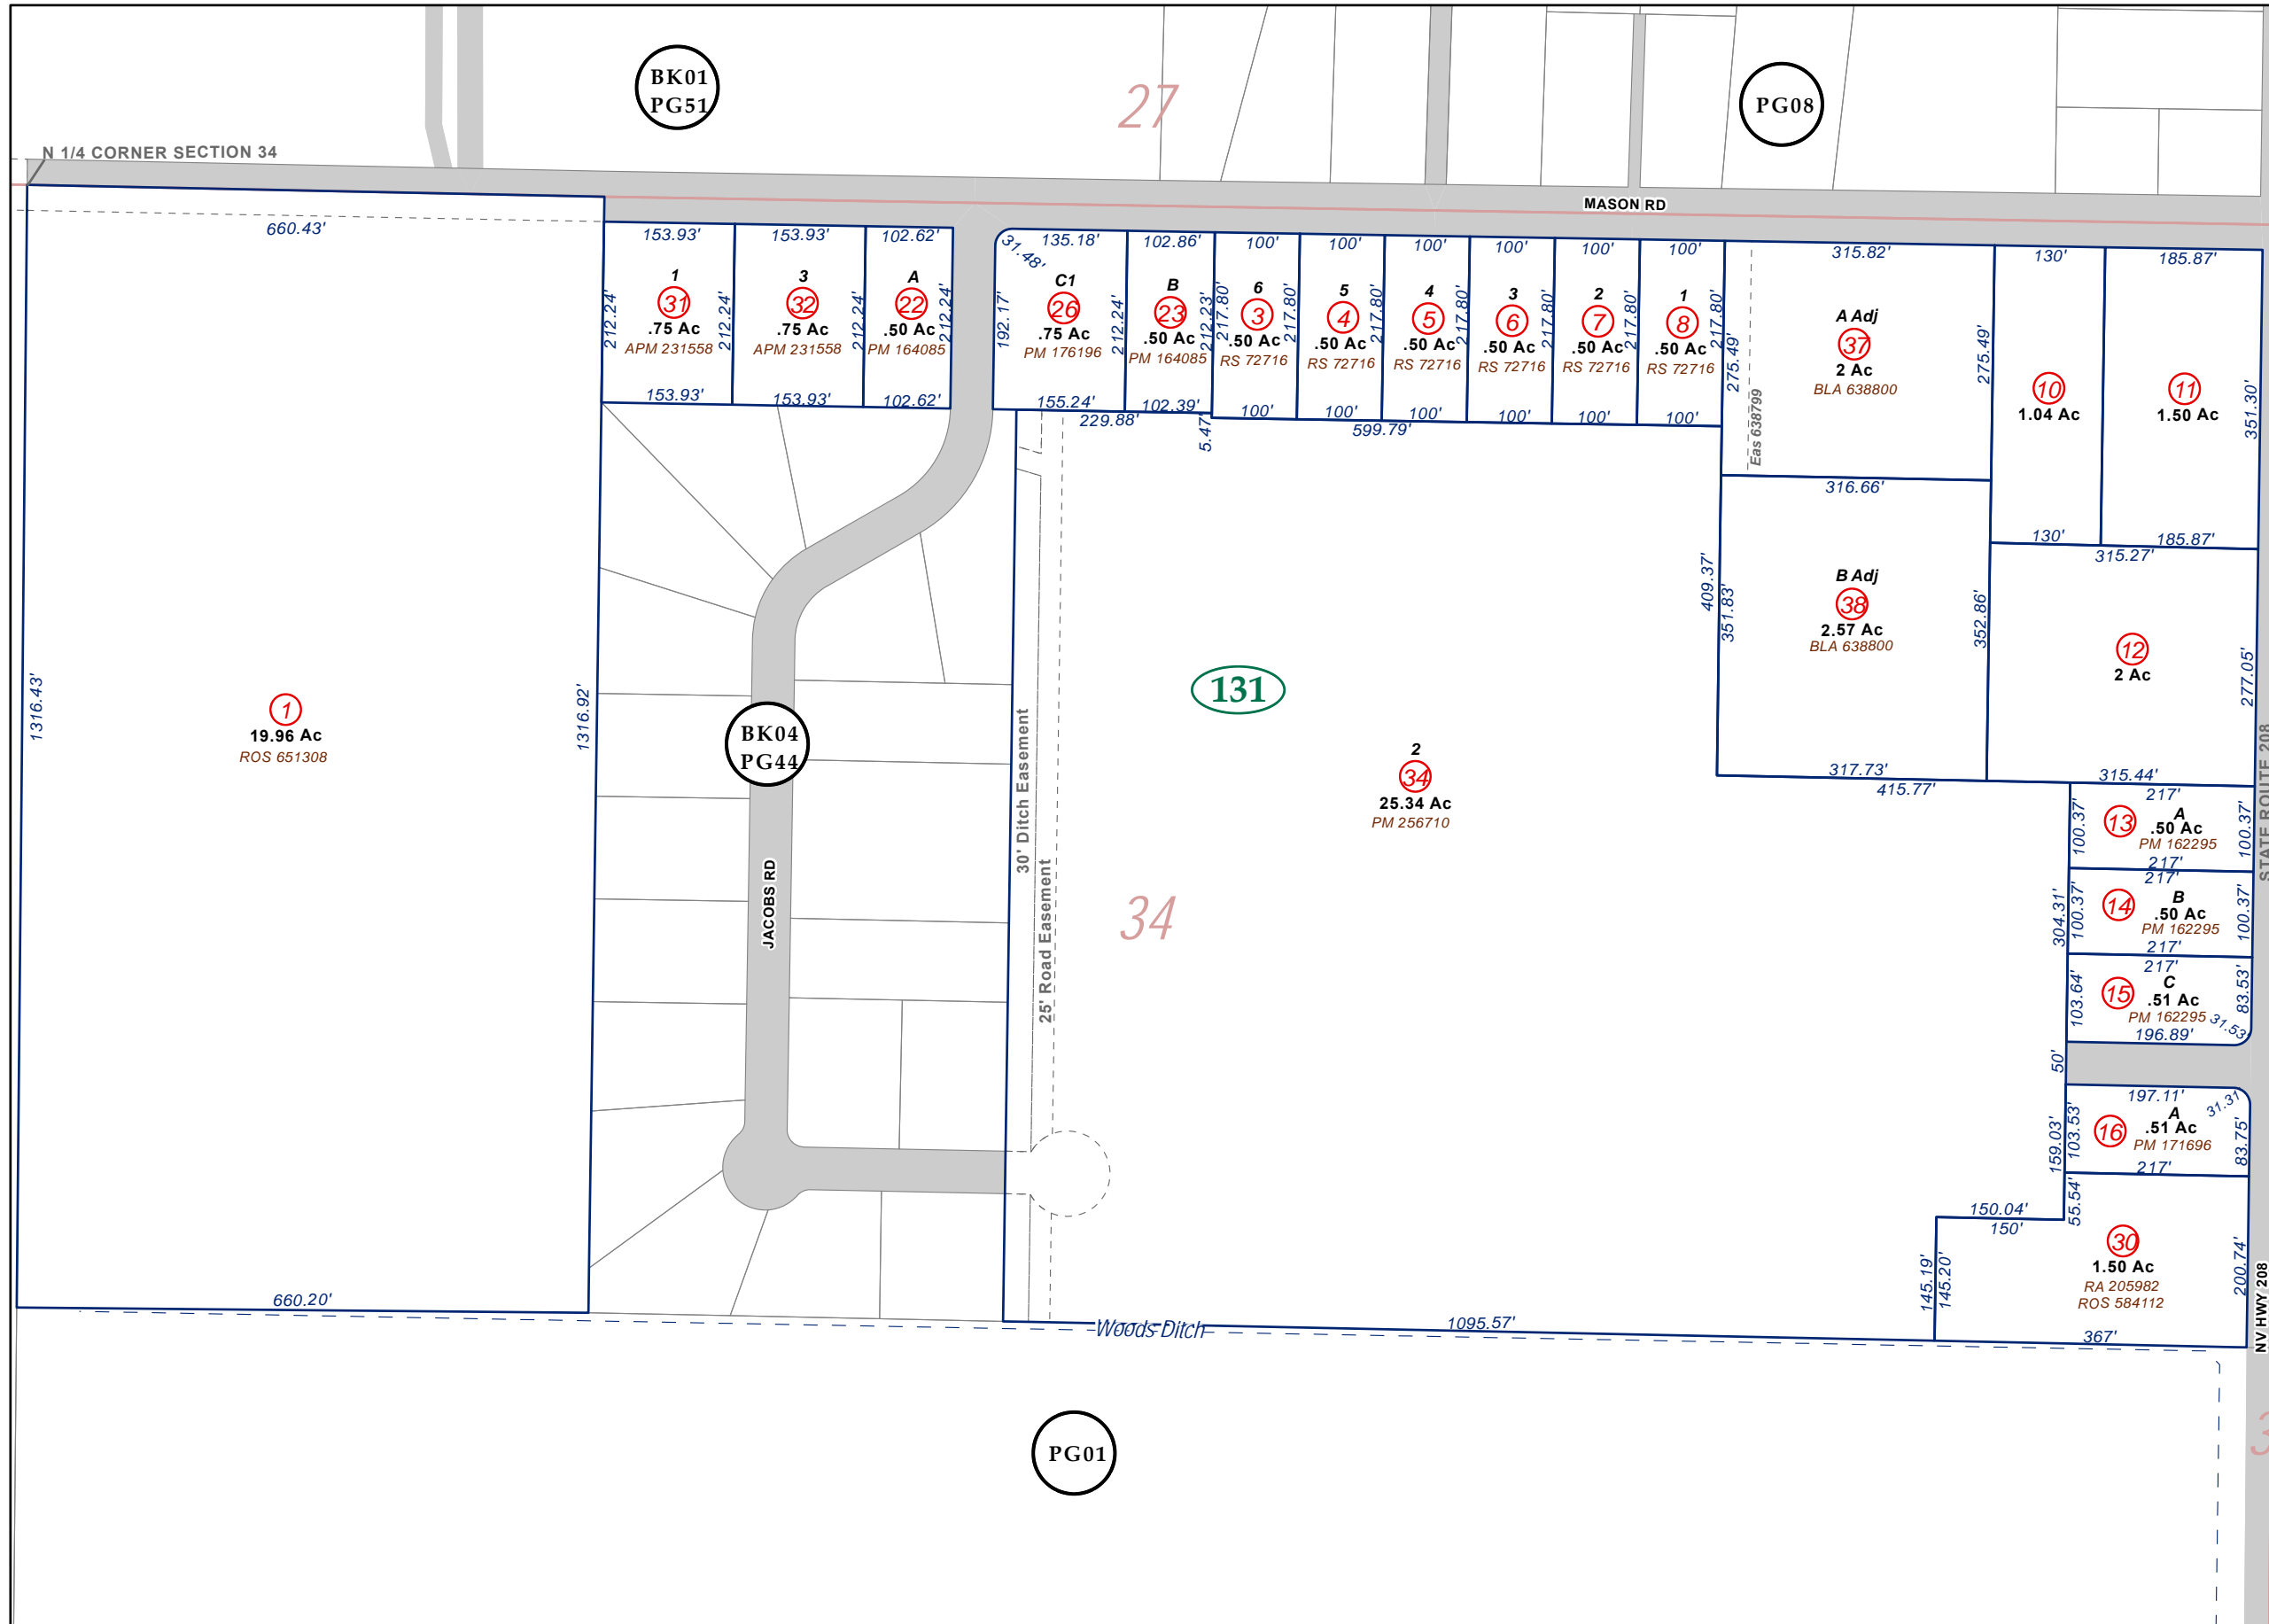 BK01
PG51
27
PG08
N 1/4 CORNER SECTION 34
MASON RD
660.43'
1316.43'
1316.92'
1
19.96 Ac
ROS 651308
660.20'
153.93'
212.24'
1
31
.75 Ac
APM 231558
212.24'
153.93'
153.93'
3
32
.75 Ac
APM 231558
212.24'
153.93'
102.62'
A
22
.50 Ac
PM 164085
212.24'
102.62'
31.48'
135.18'
192.17'
C1
26
.75 Ac
PM 176196
212.24'
155.24'
102.86'
B
23
.50 Ac
PM 164085
212.23'
102.39'
229.88'
5.47'
100'
217.80'
6
3
.50 Ac
RS 72716
217.80'
100'
100'
5
4
.50 Ac
RS 72716
217.80'
100'
100'
4
5
.50 Ac
RS 72716
217.80'
100'
100'
3
6
.50 Ac
RS 72716
217.80'
100'
100'
2
7
.50 Ac
RS 72716
217.80'
100'
100'
1
8
.50 Ac
RS 72716
217.80'
100'
599.79'
315.82'
275.49'
Eas 638799
A Adj
37
2 Ac
BLA 638800
275.49'
316.66'
130'
10
1.04 Ac
130'
185.87'
11
1.50 Ac
351.30'
185.87'
315.27'
409.37'
351.83'
B Adj
38
2.57 Ac
BLA 638800
352.86'
317.73'
415.77'
12
2 Ac
277.05'
315.44'
STATE ROUTE 208
131
2
34
25.34 Ac
PM 256710
34
BK04
PG44
JACOBS RD
30' Ditch Easement
25' Road Easement
217'
100.37'
13
A
.50 Ac
PM 162295
100.37'
217'
217'
304.31'
100.37'
14
B
.50 Ac
PM 162295
100.37'
217'
217'
103.64'
15
C
.51 Ac
PM 162295
83.53'
31.53'
196.89'
50'
197.11'
31.31'
159.03'
103.53'
16
A
.51 Ac
PM 171696
83.75'
217'
55.54'
150.04'
150'
145.19'
145.20'
30
1.50 Ac
RA 205982
ROS 584112
200.74'
367'
NV HWY 208
Woods Ditch
1095.57'
PG01
3